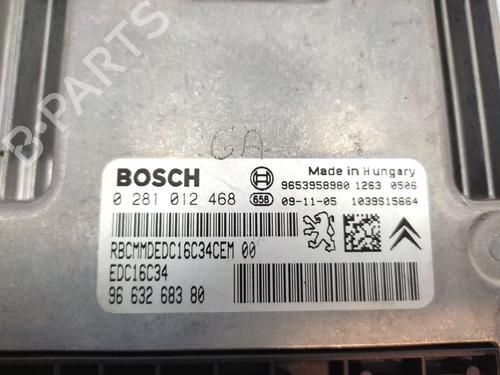 B-PARTS
GA
BOSCH
Made in Hungary
0 281 012 468
9653958980 1263 0506
658
09-11-05 1039S15664
RBCMMDEDC16C34CEM 00
EDC16C34
96 632 683 80